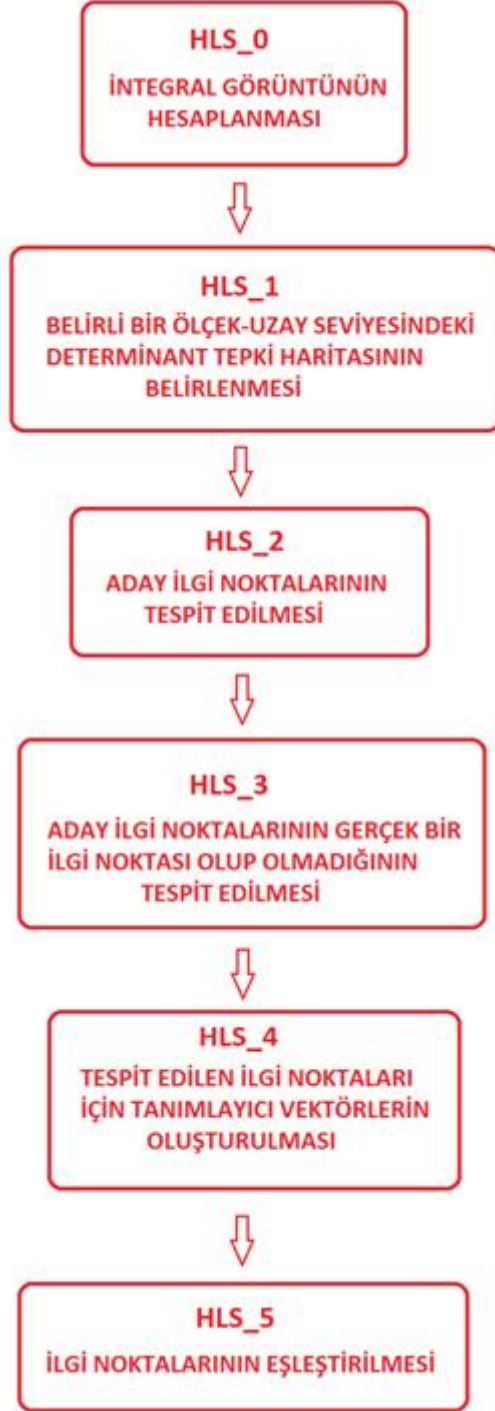 HLS_0
İNTEGRAL GÖRÜNTÜNÜN
HESAPLANMASI
HLS_1
BELİRLİ BİR ÖLÇEK-UZAY SEVİYESİNDEKİ
DETERMİNANT TEPKİ HARİTASININ
BELİRLENMESİ
HLS_2
ADAY İLGİ NOKTALARININ
TESPİT EDİLMESİ
HLS_3
ADAY İLGİ NOKTALARININ GERÇEK BİR
İLGİ NOKTASI OLUP OLMADIĞININ
TESPİT EDİLMESİ
HLS_4
TESPİT EDİLEN İLGİ NOKTALARI
İÇİN TANIMLAYICI VEKTÖRLERİN
OLUŞTURULMASI
HLS_5
İLGİ NOKTALARININ EŞLEŞTİRİLMESİ